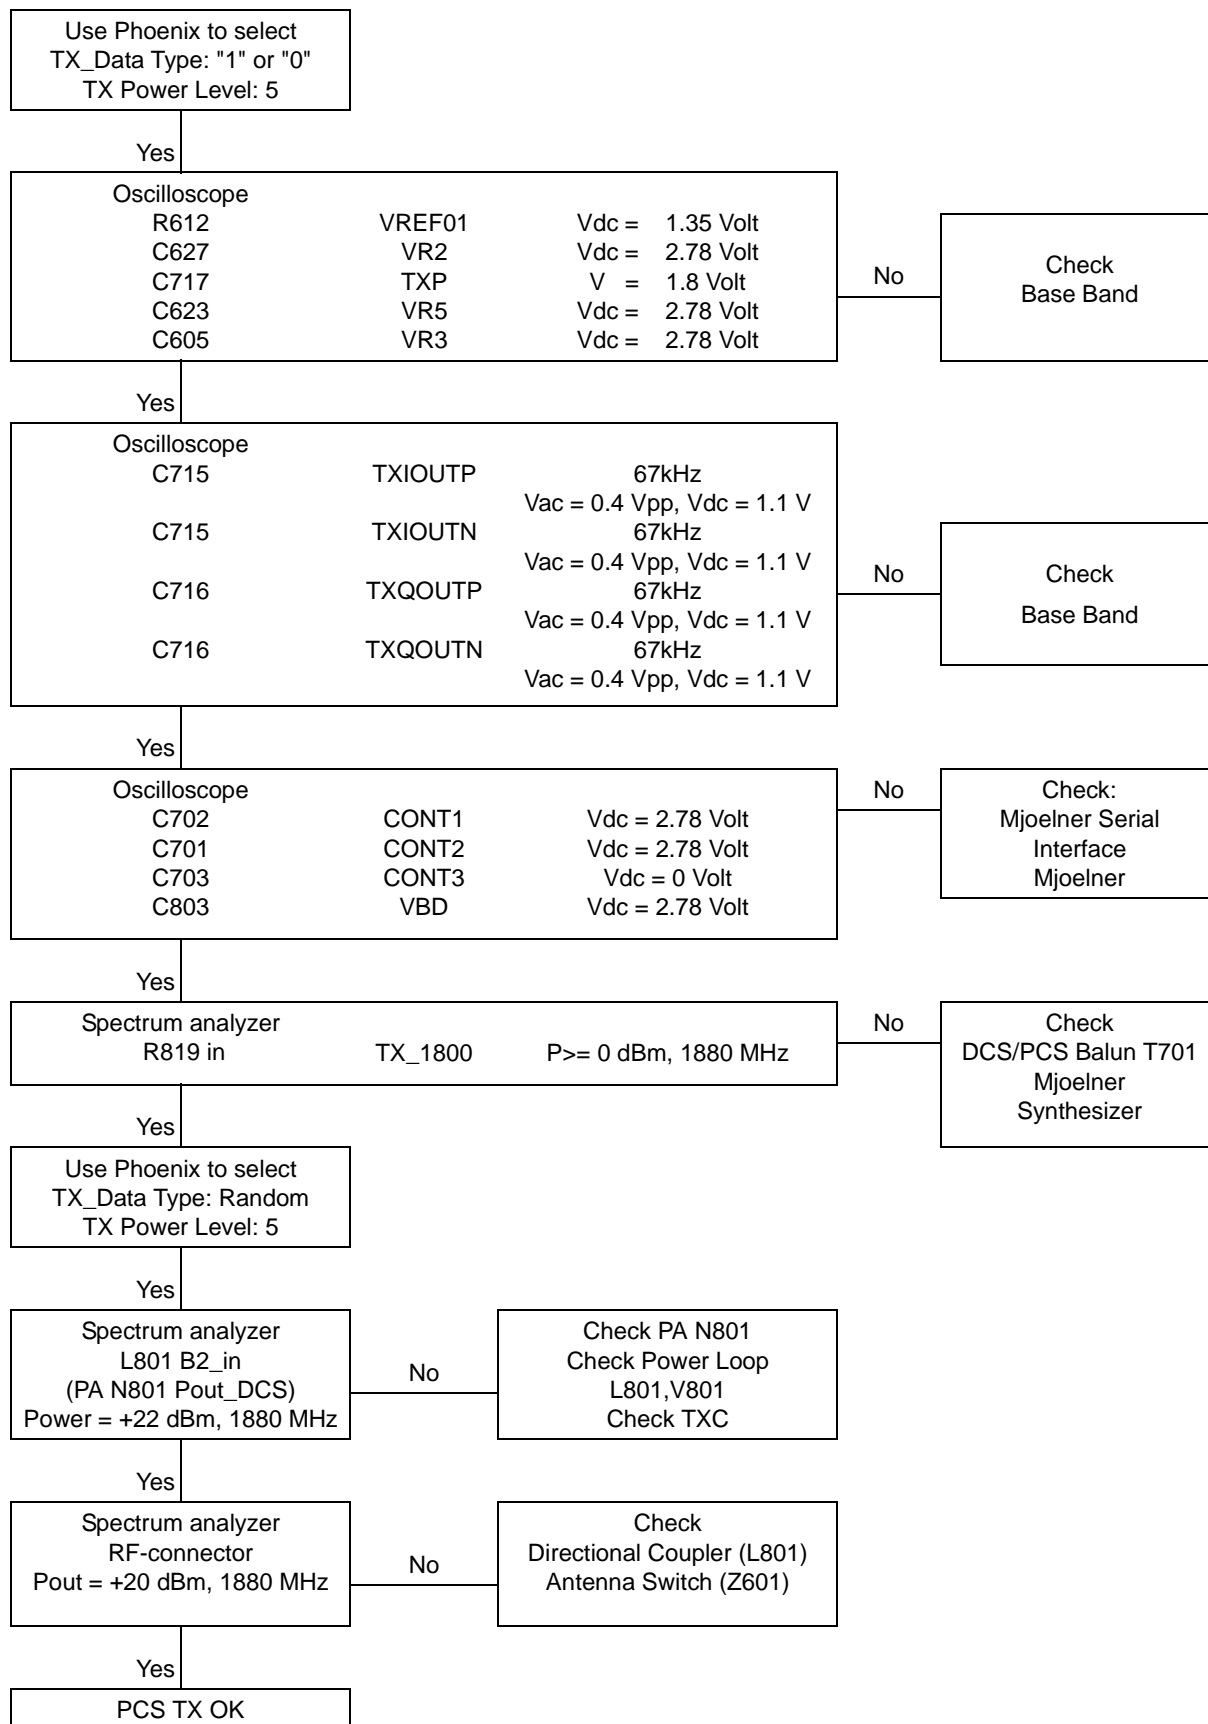 Use Phoenix to select
TX_Data Type: "1" or "0"
TX Power Level: 5
Yes
Oscilloscope
R612 VREF01 Vdc = 1.35 Volt
C627 VR2 Vdc = 2.78 Volt
C717 TXP V = 1.8 Volt
C623 VR5 Vdc = 2.78 Volt
C605 VR3 Vdc = 2.78 Volt
No
Check
Base Band
Yes
Oscilloscope
C715 TXIOUTP 67kHz
Vac = 0.4 Vpp, Vdc = 1.1 V
C715 TXIOUTN 67kHz
Vac = 0.4 Vpp, Vdc = 1.1 V
C716 TXQOUTP 67kHz
Vac = 0.4 Vpp, Vdc = 1.1 V
C716 TXQOUTN 67kHz
Vac = 0.4 Vpp, Vdc = 1.1 V
No
Check
Base Band
Yes
Oscilloscope
C702 CONT1 Vdc = 2.78 Volt
C701 CONT2 Vdc = 2.78 Volt
C703 CONT3 Vdc = 0 Volt
C803 VBD Vdc = 2.78 Volt
No
Check:
Mjoelner Serial
Interface
Mjoelner
Yes
Spectrum analyzer
R819 in TX_1800 P>= 0 dBm, 1880 MHz
No
Check
DCS/PCS Balun T701
Mjoelner
Synthesizer
Yes
Use Phoenix to select
TX_Data Type: Random
TX Power Level: 5
Yes
Spectrum analyzer
L801 B2_in
(PA N801 Pout_DCS)
Power = +22 dBm, 1880 MHz
No
Check PA N801
Check Power Loop
L801,V801
Check TXC
Yes
Spectrum analyzer
RF-connector
Pout = +20 dBm, 1880 MHz
No
Check
Directional Coupler (L801)
Antenna Switch (Z601)
Yes
PCS TX OK